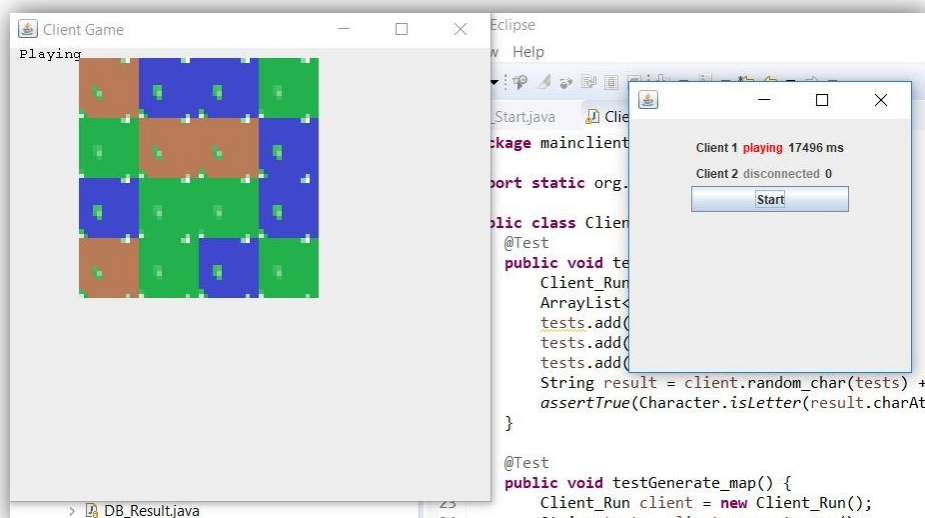 Client Game
Playing
Eclipse
Help
_Start.java
Clie
ckage mainclient
port static org.
blic class Clien
@Test
public void te
Client_Run
ArrayList<
tests.add(
tests.add(
tests.add(
String result = client.random_char(tests) +
assertTrue(Character.isLetter(result.charAt
}
@Test
public void testGenerate_map() {
Client_Run client = new Client_Run();
DB_Result.java
Client 1 playing 17496 ms
Client 2 disconnected 0
Start